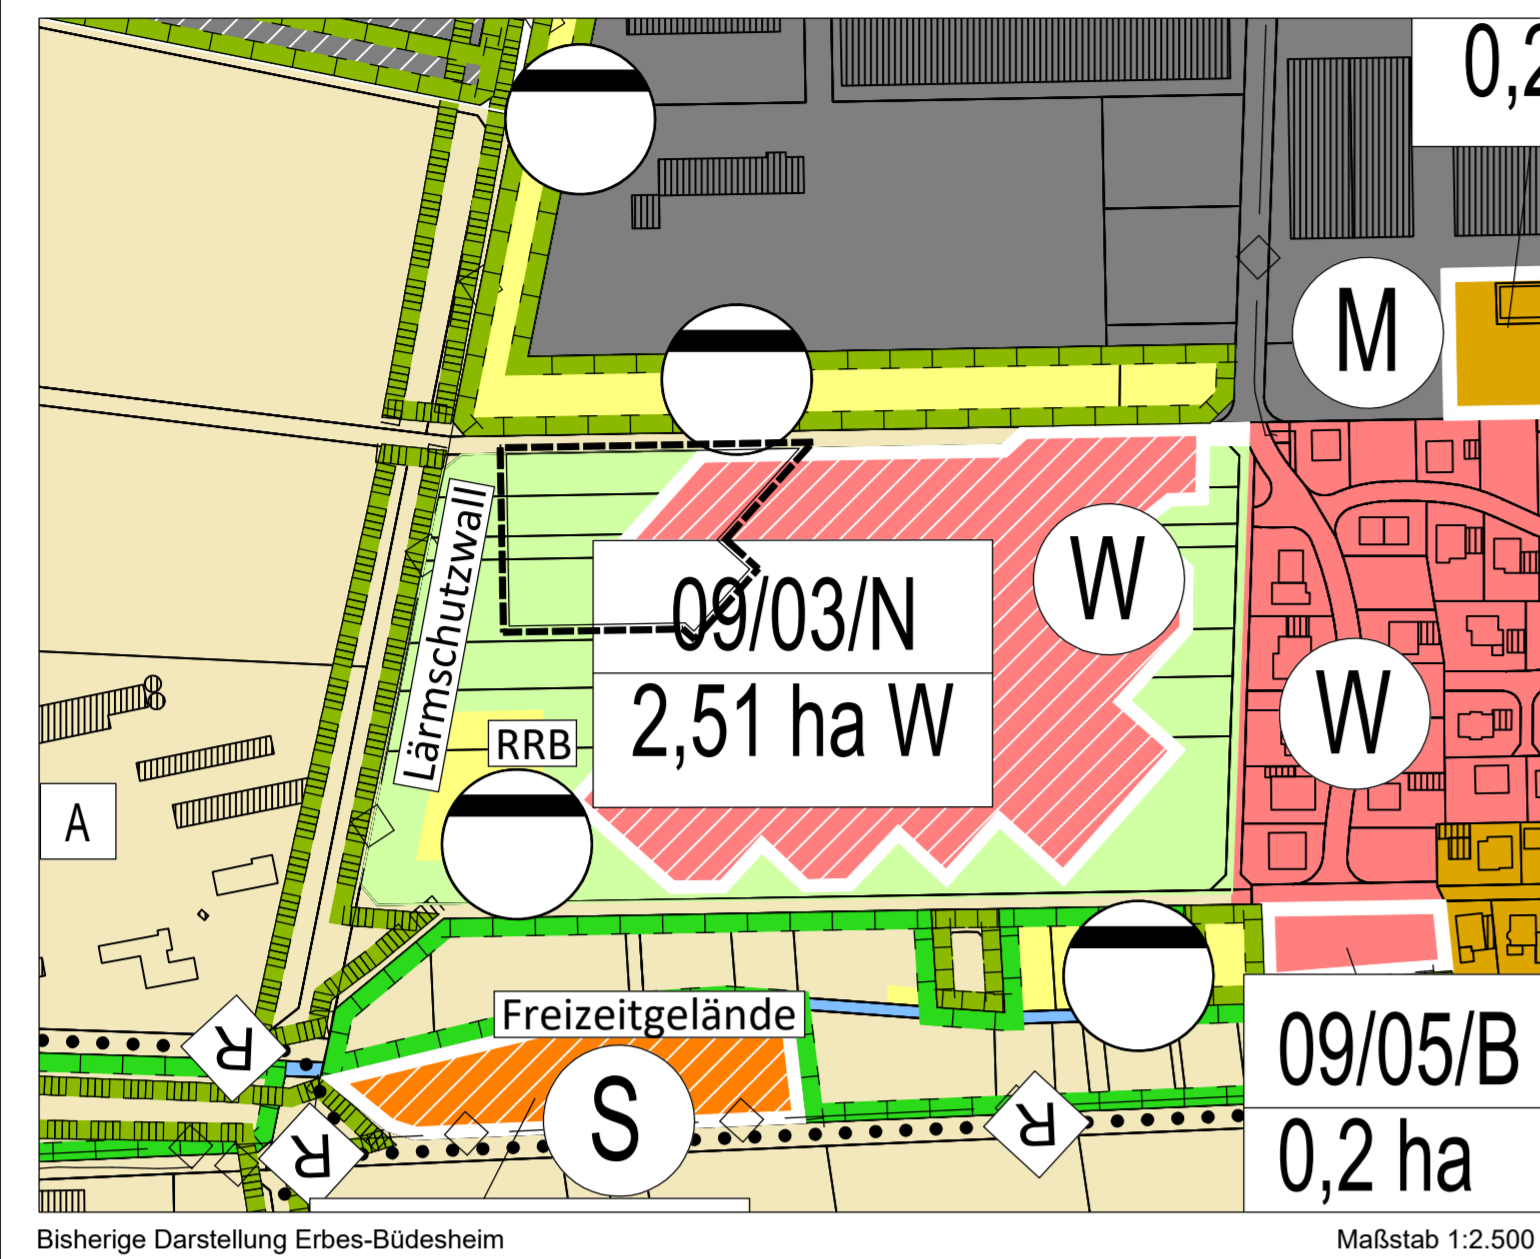 0,2
M
Lärmschutzwall
09/03/N
W
2,51 ha W
W
RRB
A
Freizeitgelände
R
09/05/B
S
R
R
0,2 ha
Bisherige Darstellung Erbes-Büdesheim
Maßstab 1:2.500